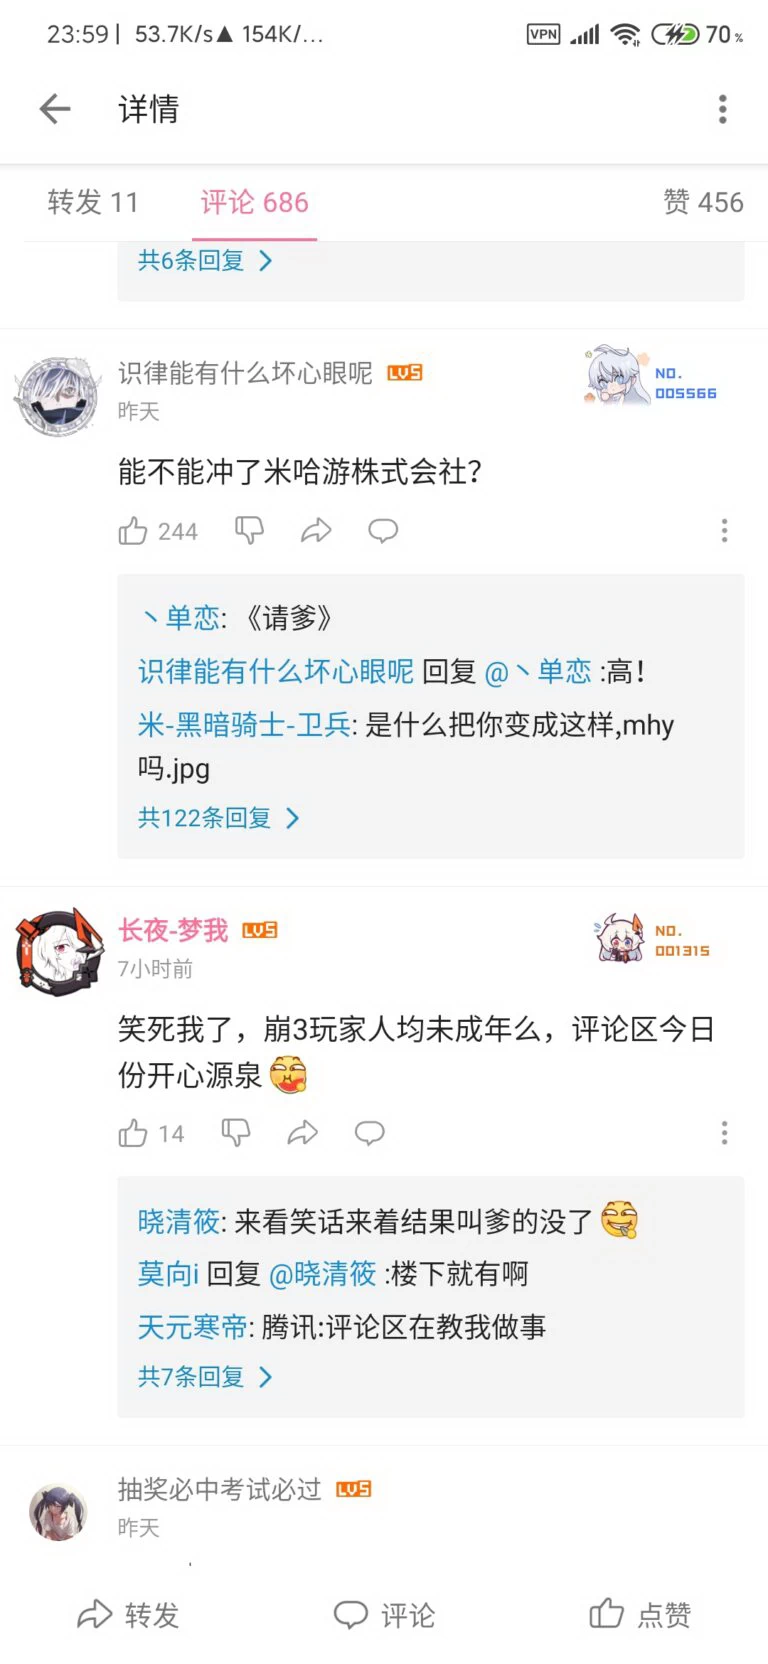 23:59 | 53.7K/s▲ 154K/... VPN 70%
详情
转发 11 评论 686 赞 456
共6条回复
识律能有什么坏心眼呢 LV5
昨天
NO.
005566
能不能冲了米哈游株式会社?
244
丶单恋: 《请爹》
识律能有什么坏心眼呢 回复 @丶单恋 :高!
米-黑暗骑士-卫兵: 是什么把你变成这样,mhy
吗.jpg
共122条回复
长夜-梦我 LV5
7小时前
NO.
001315
笑死我了，崩3玩家人均未成年么，评论区今日
份开心源泉
14
晓清筱: 来看笑话来着结果叫爹的没了
莫向i 回复 @晓清筱 :楼下就有啊
天元寒帝: 腾讯:评论区在教我做事
共7条回复
抽奖必中考试必过 LV5
昨天
转发 评论 点赞